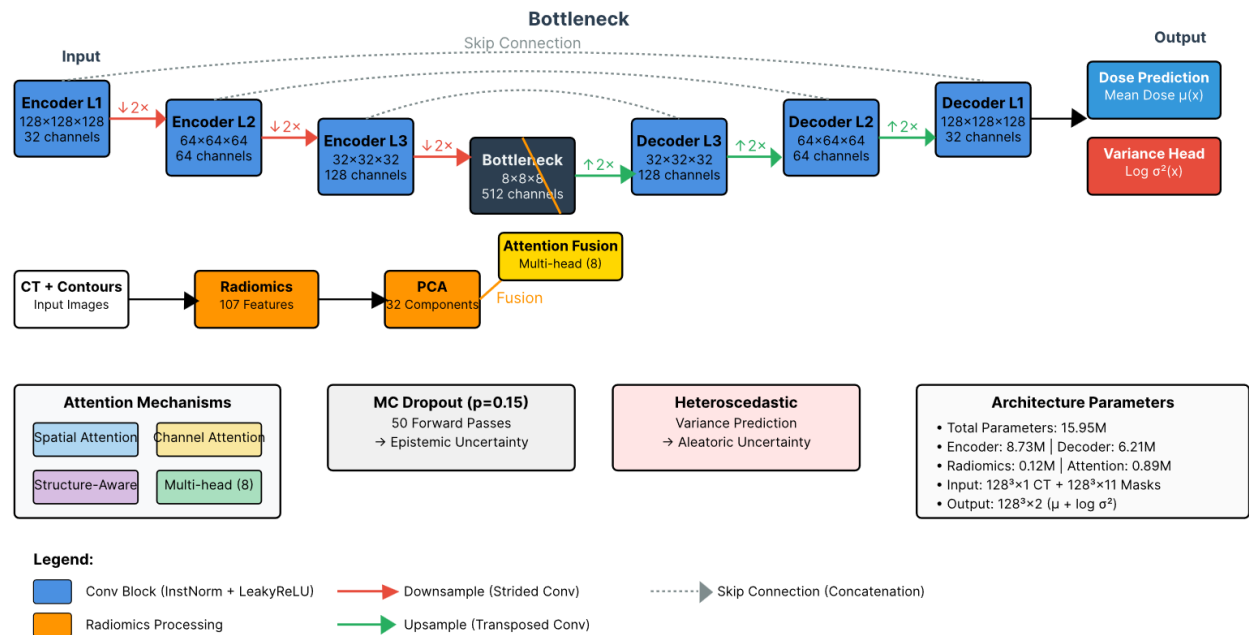 Bottleneck
Skip Connection
Input
Output
Encoder L1
128×128×128
32 channels
↓2×
Encoder L2
64×64×64
64 channels
↓2×
Encoder L3
32×32×32
128 channels
↓2×
Bottleneck
8×8×8
512 channels
↑2×
Decoder L3
32×32×32
128 channels
↑2×
Decoder L2
64×64×64
64 channels
↑2×
Decoder L1
128×128×128
32 channels
Dose Prediction
Mean Dose μ(x)
Variance Head
Log σ²(x)
Attention Fusion
Multi-head (8)
CT + Contours
Input Images
Radiomics
107 Features
PCA
32 Components
Fusion
Attention Mechanisms
Spatial Attention
Channel Attention
Structure-Aware
Multi-head (8)
MC Dropout (p=0.15)
50 Forward Passes
→ Epistemic Uncertainty
Heteroscedastic
Variance Prediction
→ Aleatoric Uncertainty
Architecture Parameters
• Total Parameters: 15.95M
• Encoder: 8.73M | Decoder: 6.21M
• Radiomics: 0.12M | Attention: 0.89M
• Input: 128³×1 CT + 128³×11 Masks
• Output: 128³×2 (μ + log σ²)
Legend:
Conv Block (InstNorm + LeakyReLU)
Downsample (Strided Conv)
Skip Connection (Concatenation)
Radiomics Processing
Upsample (Transposed Conv)